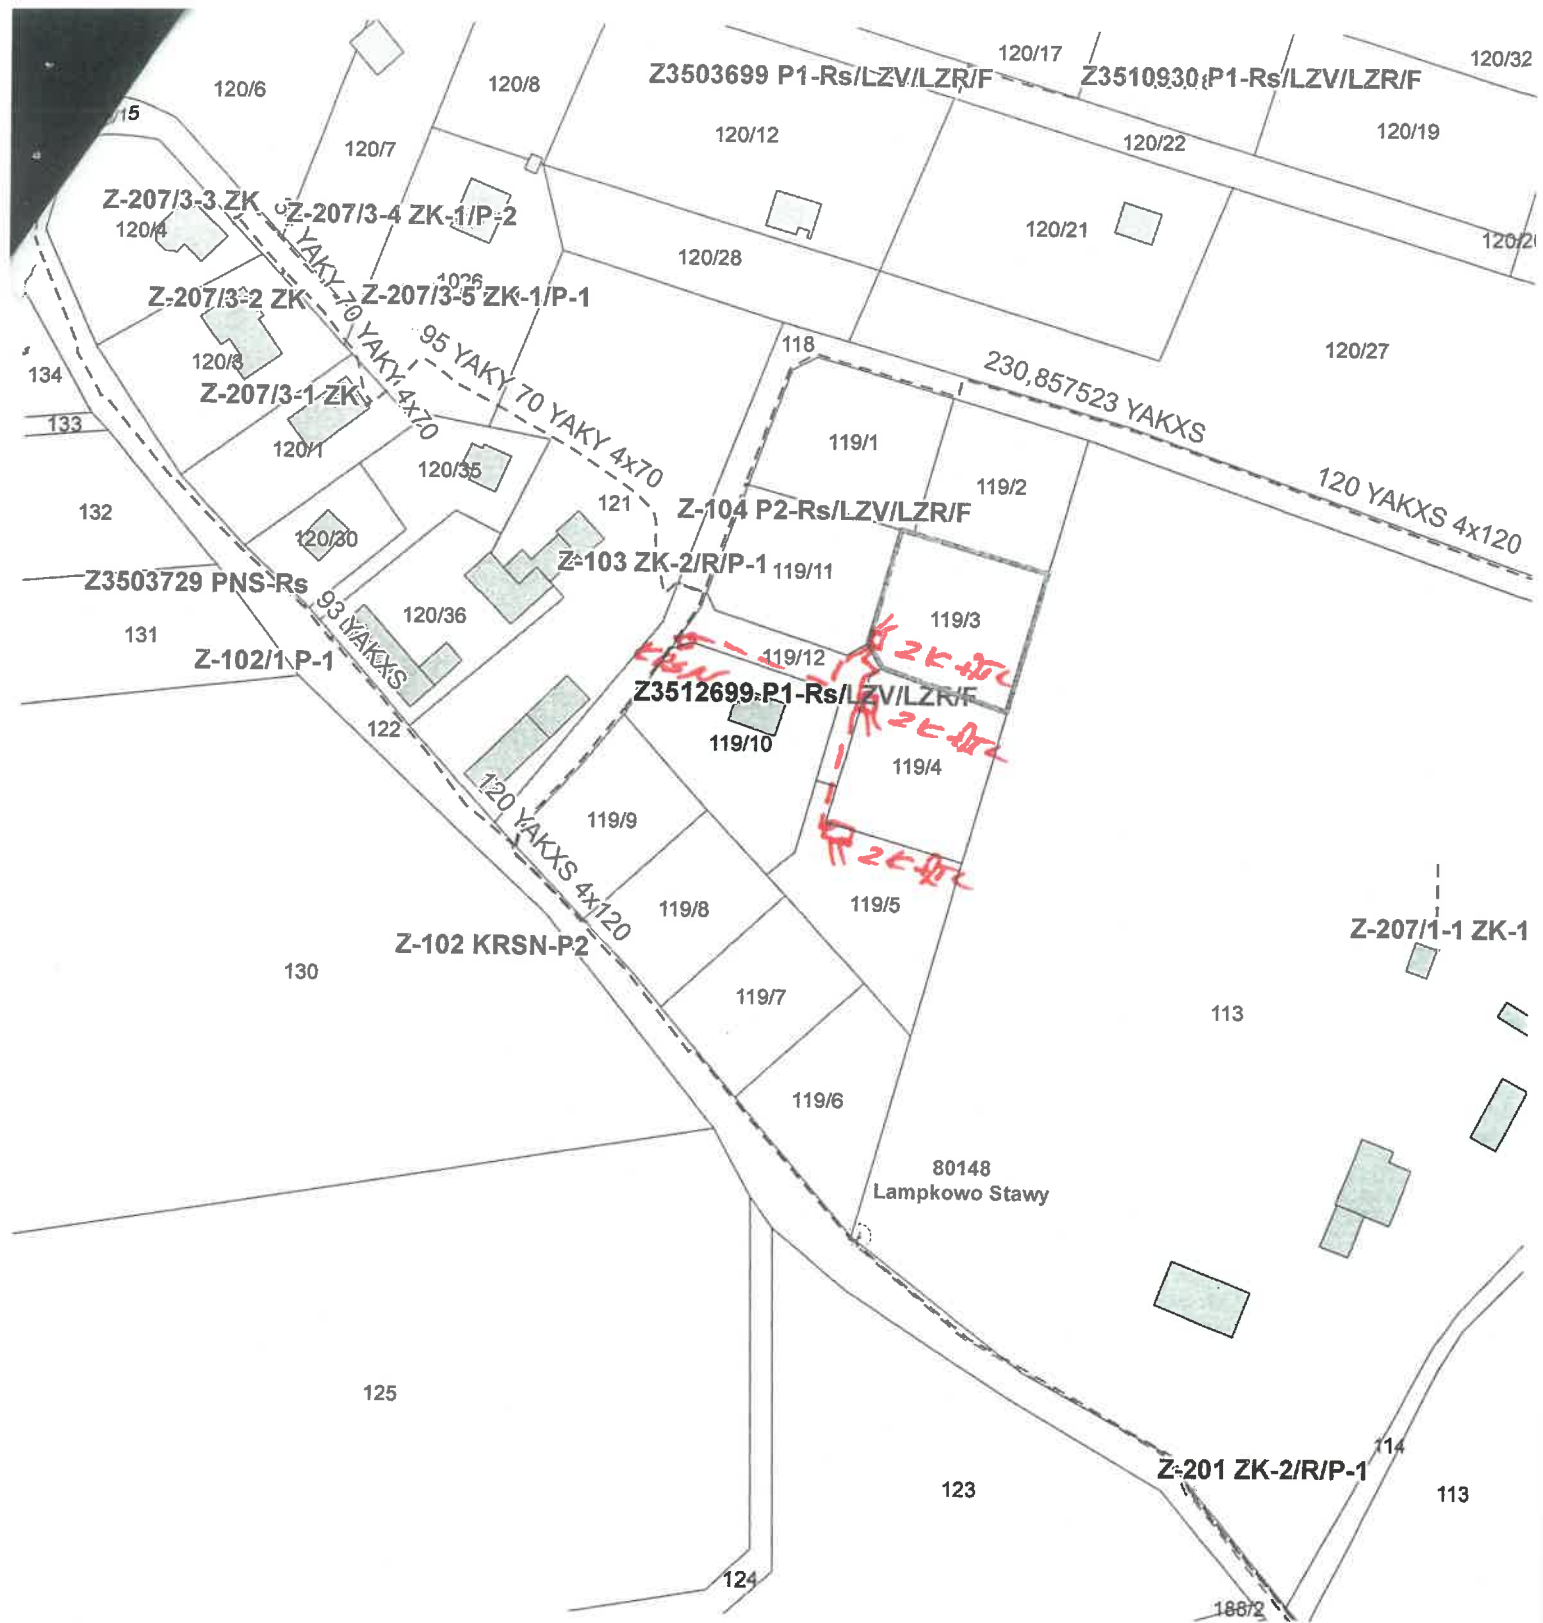 120/17
120/32
Z3503699 P1-Rs/LZV/LZR/F
Z3510930 P1-Rs/LZV/LZR/F
120/6
120/8
15
120/12
120/22
120/19
120/7
Z-207/3-3 ZK
Z-207/3-4 ZK-1/P-2
120/4
120/21
120/28
YAKY 70 YAKY 4x70
Z-207/3-2 ZK
Z-207/3-5 ZK-1/P-1
95 YAKY 70 YAKY 4x70
118
120/27
120/3
134
230,857523 YAKXS
Z-207/3-1 ZK
133
120/1
119/1
120/35
119/2
120 YAKXS 4x120
132
121
Z-104 P2-Rs/LZV/LZR/F
120/30
Z-103 ZK-2/R/P-1
119/11
Z3503729 PNS-Rs
93 YAKXS
120/36
119/3
131
Z-102/1 P-1
119/12
KRSN
Z3512699 P1-Rs/LZV/LZR/F
122
119/10
119/4
120 YAKXS 4x120
119/9
119/8
119/5
Z-102 KRSN-P2
Z-207/1-1 ZK-1
130
119/7
113
119/6
80148
Lampkowo Stawy
125
114
Z-201 ZK-2/R/P-1
123
113
124
188/2